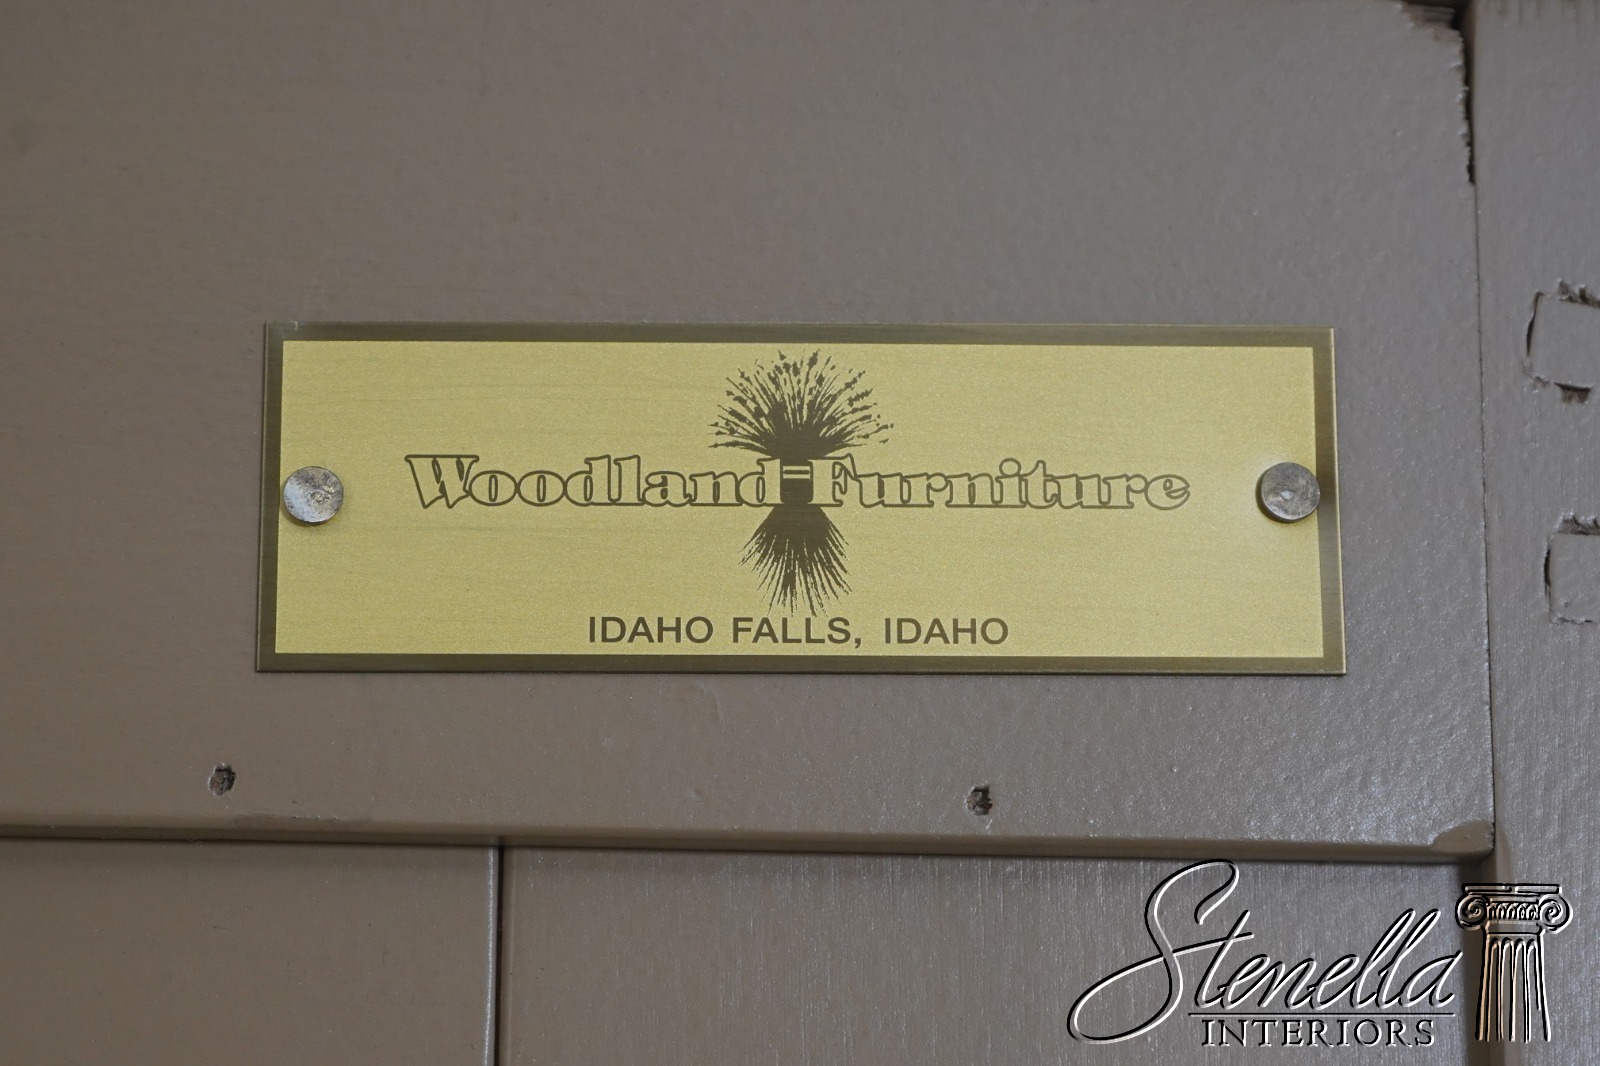 Woodland Furniture
IDAHO FALLS, IDAHO
Stenella
INTERIORS